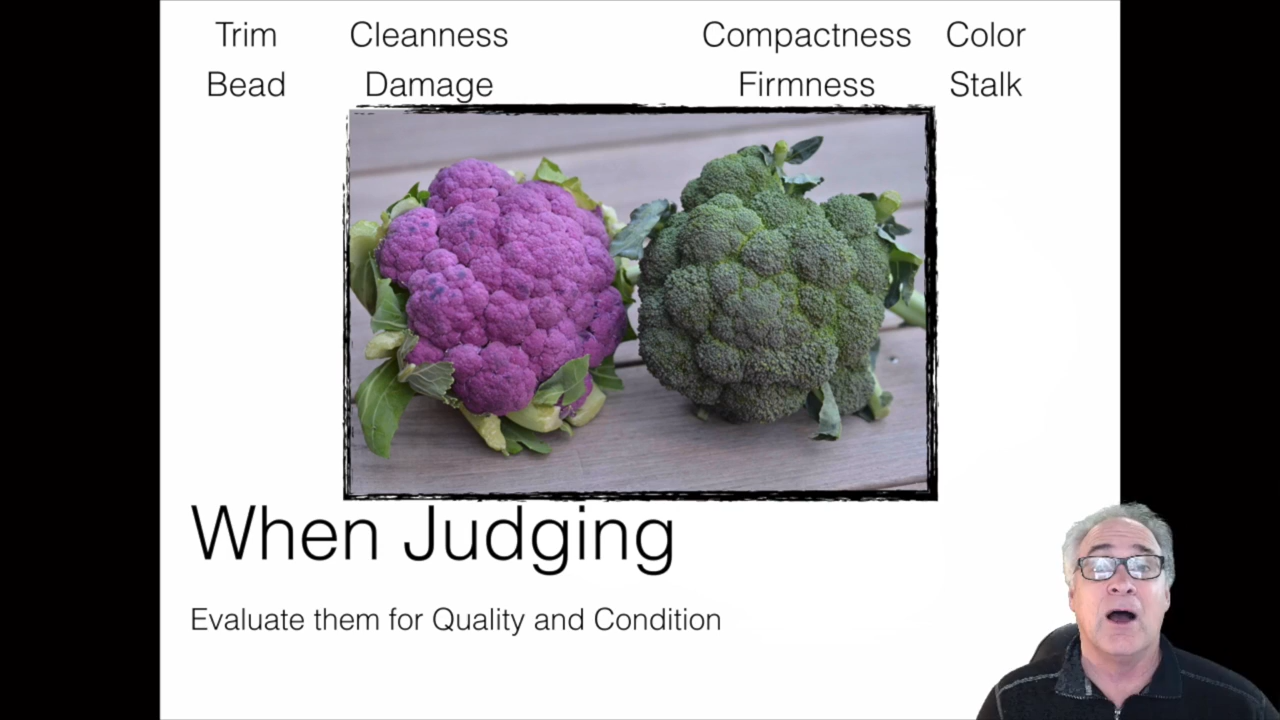 Trim Cleanness Compactness Color
Bead Damage Firmness Stalk
When Judging
Evaluate them for Quality and Condition